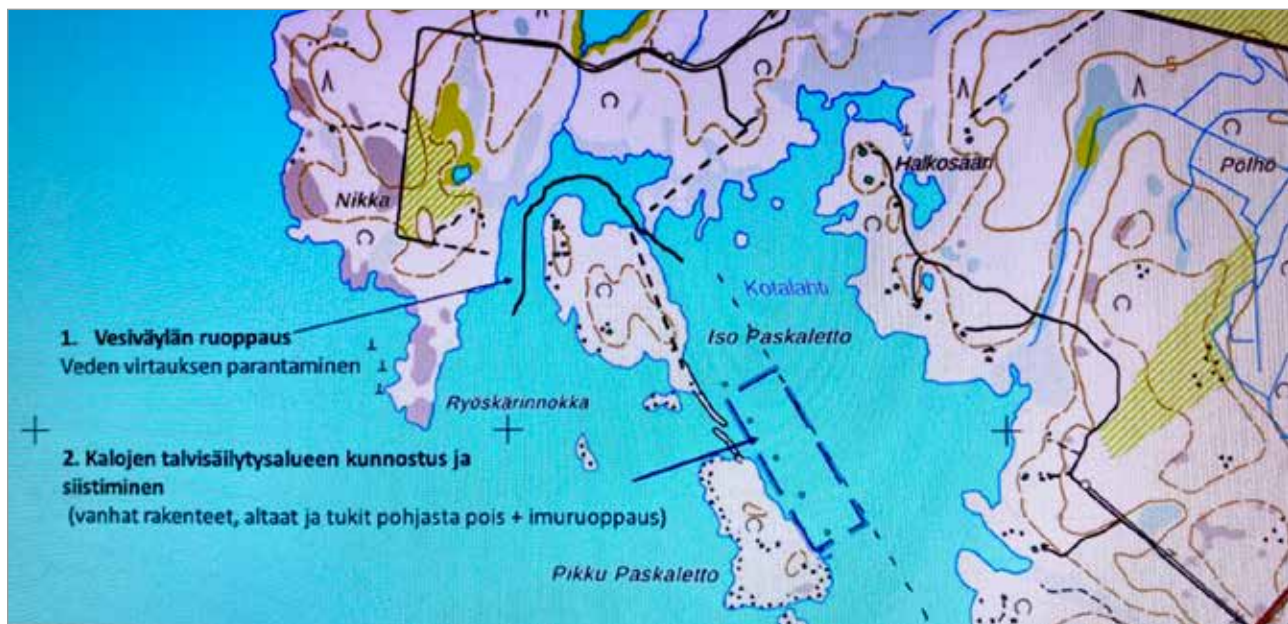 Halkosaari
Pölhö
Nikka
Kotalahti
1. Vesiväylän ruoppaus
Veden virtauksen parantaminen
Iso Paskaletto
Ryöskärinnokka
2. Kalojen talvisäilytysalueen kunnostus ja
siistiminen
(vanhat rakenteet, altaat ja tukit pohjasta pois + imuruoppaus)
Pikku Paskaletto